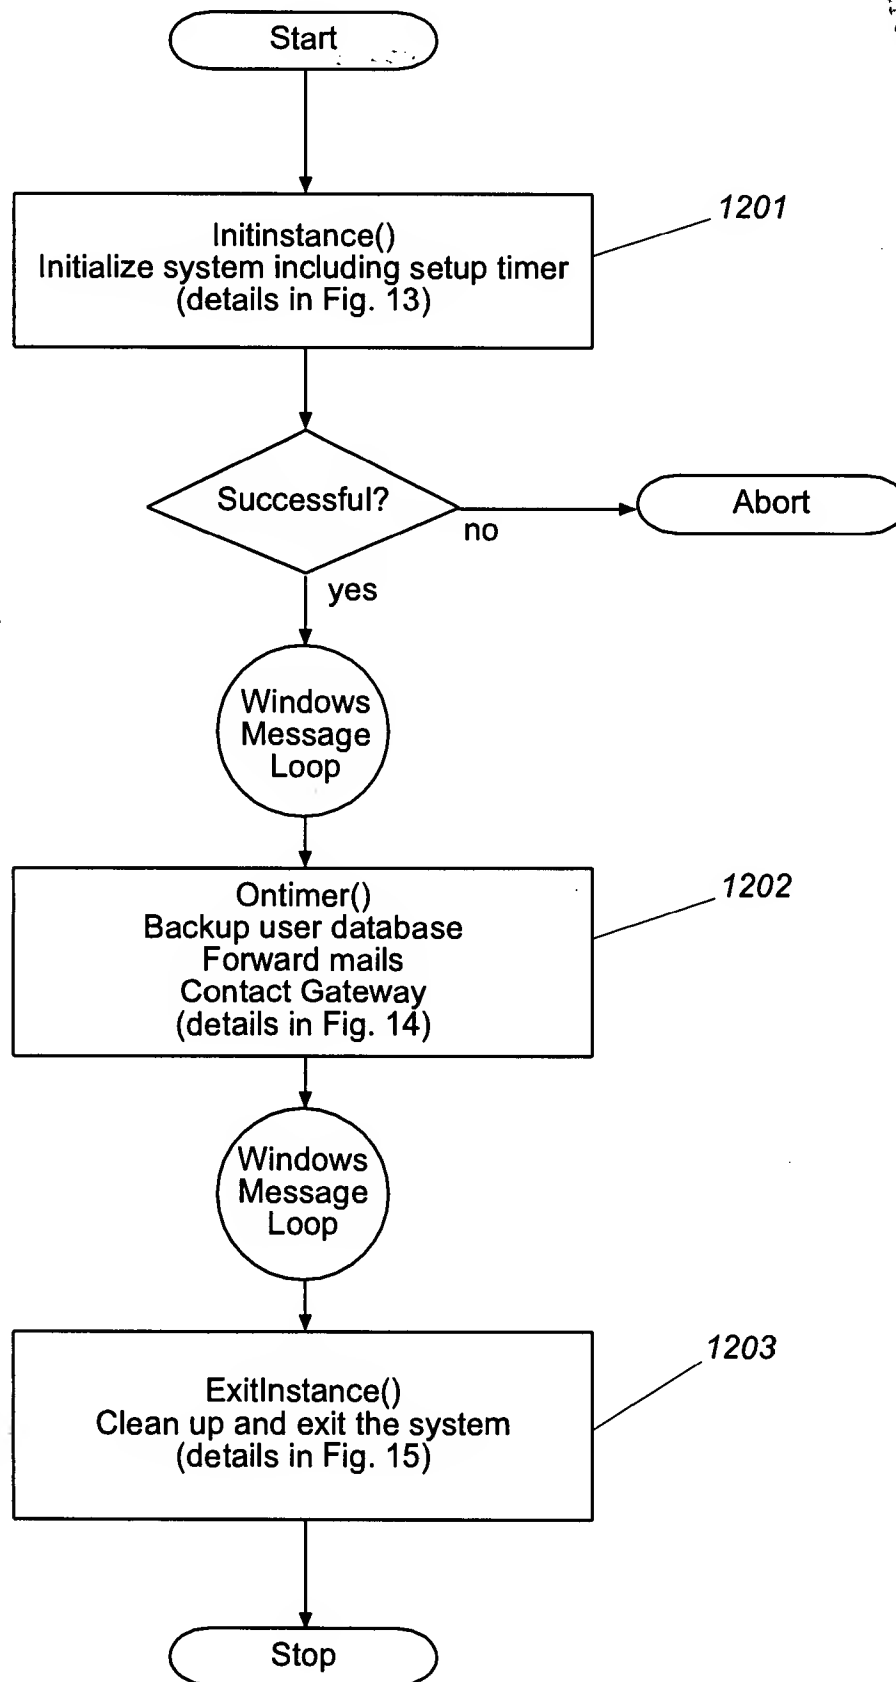 Start
1201
Initinstance()
Initialize system including setup timer
(details in Fig. 13)
Successful?
no
Abort
yes
Windows
Message
Loop
1202
Ontimer()
Backup user database
Forward mails
Contact Gateway
(details in Fig. 14)
Windows
Message
Loop
1203
ExitInstance()
Clean up and exit the system
(details in Fig. 15)
Stop